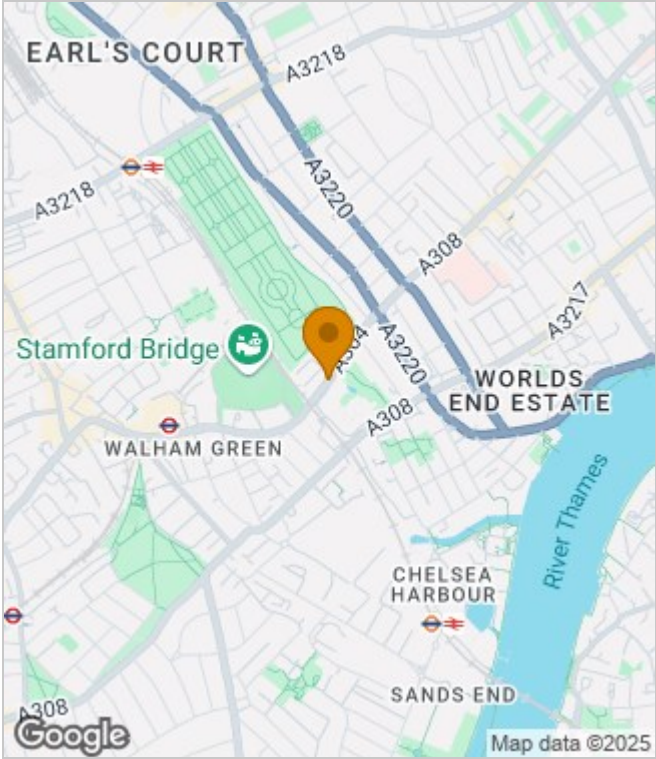 EARL'S COURT
A3218
A3218
A3220
A308
A3217
Stamford Bridge
A304
A3220
WORLDS
END ESTATE
A308
WALHAM GREEN
River Thames
CHELSEA
HARBOUR
SANDS END
A308
Google
Map data ©2025